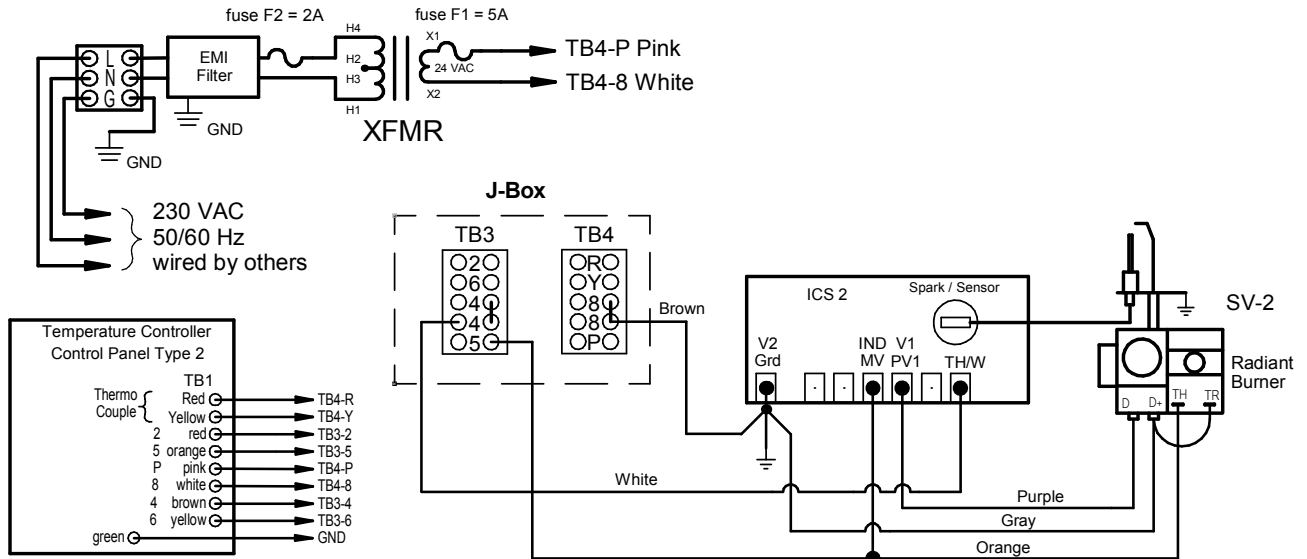 fuse F2 = 2A
fuse F1 = 5A
L
N
G
EMI
Filter
GND
GND
H4
H2
H3
H1
X1
24 VAC
X2
XFMR
TB4-P Pink
TB4-8 White
230 VAC
50/60 Hz
wired by others
J-Box
TB3
2
6
4
4
5
TB4
R
Y
8
8
P
Brown
ICS 2
Spark / Sensor
V2
Grd
IND
MV
V1
PV1
TH/W
SV-2
Radiant
Burner
D
D+
TH
TR
White
Purple
Gray
Orange
Temperature Controller
Control Panel Type 2
TB1
Thermo
Couple
Red TB4-R
Yellow TB4-Y
2 red TB3-2
5 orange TB3-5
P pink TB4-P
8 white TB4-8
4 brown TB3-4
6 yellow TB3-6
green GND